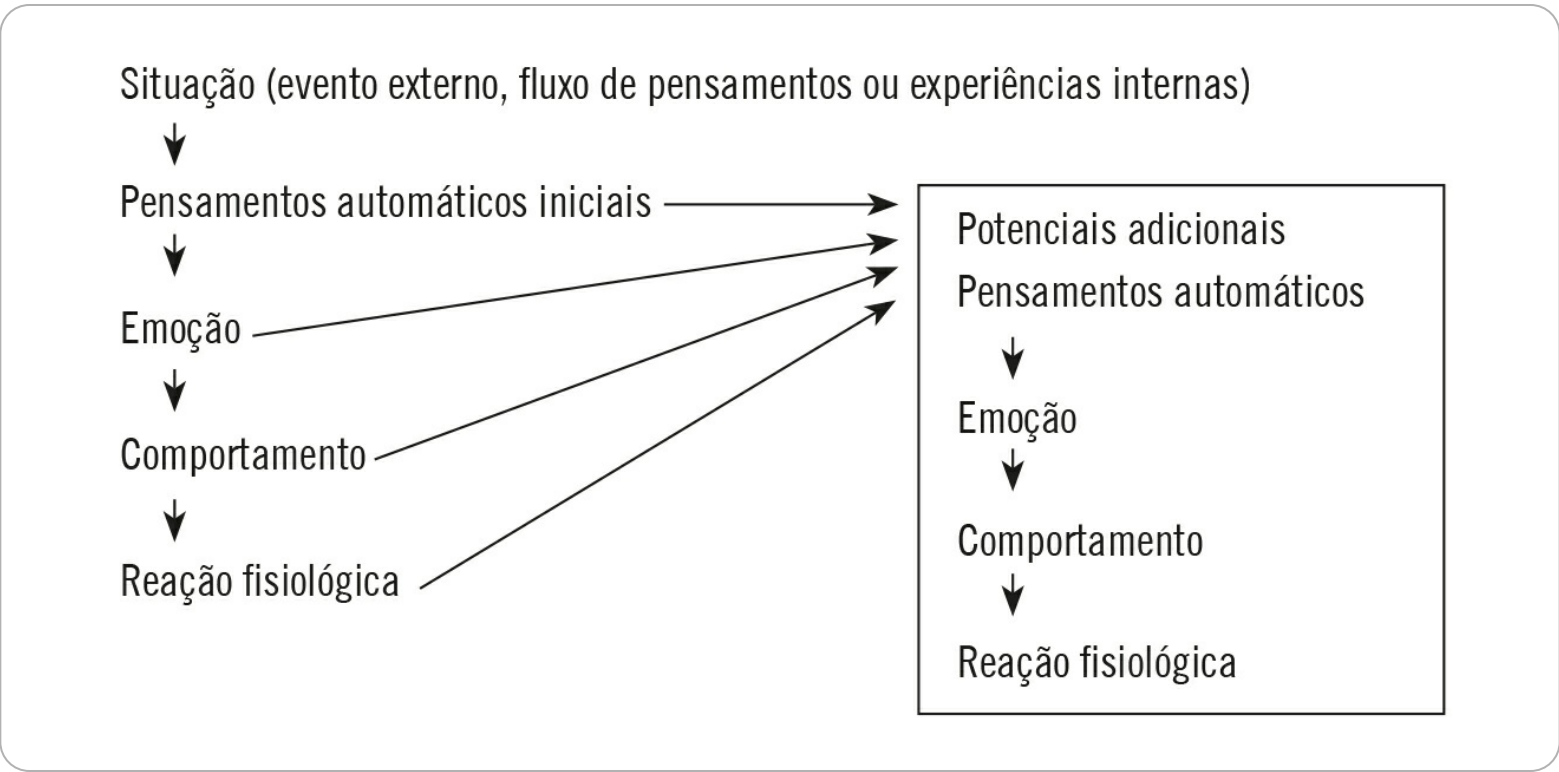 Situação (evento externo, fluxo de pensamentos ou experiências internas)
Pensamentos automáticos iniciais
Emoção
Comportamento
Reação fisiológica
Potenciais adicionais
Pensamentos automáticos
Emoção
Comportamento
Reação fisiológica